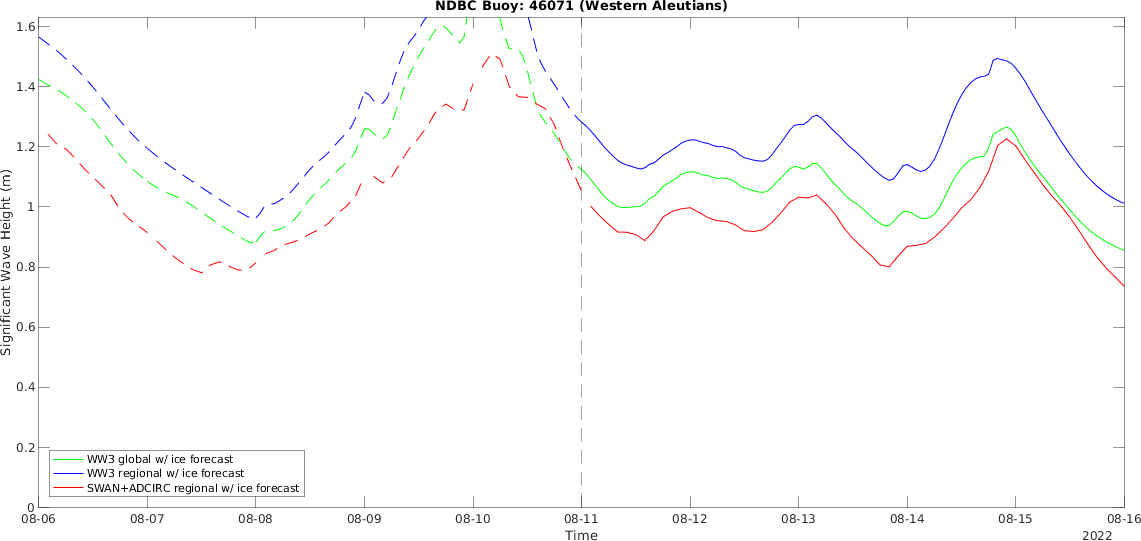 NDBC Buoy: 46071 (Western Aleutians)
1.6
1.4
1.2
1
0.8
0.6
0.4
0.2
0
Significant Wave Height (m)
WW3 global w/ ice forecast
WW3 regional w/ ice forecast
SWAN+ADCIRC regional w/ ice forecast
08-06 08-07 08-08 08-09 08-10 08-11 08-12 08-13 08-14 08-15 08-16
Time
2022